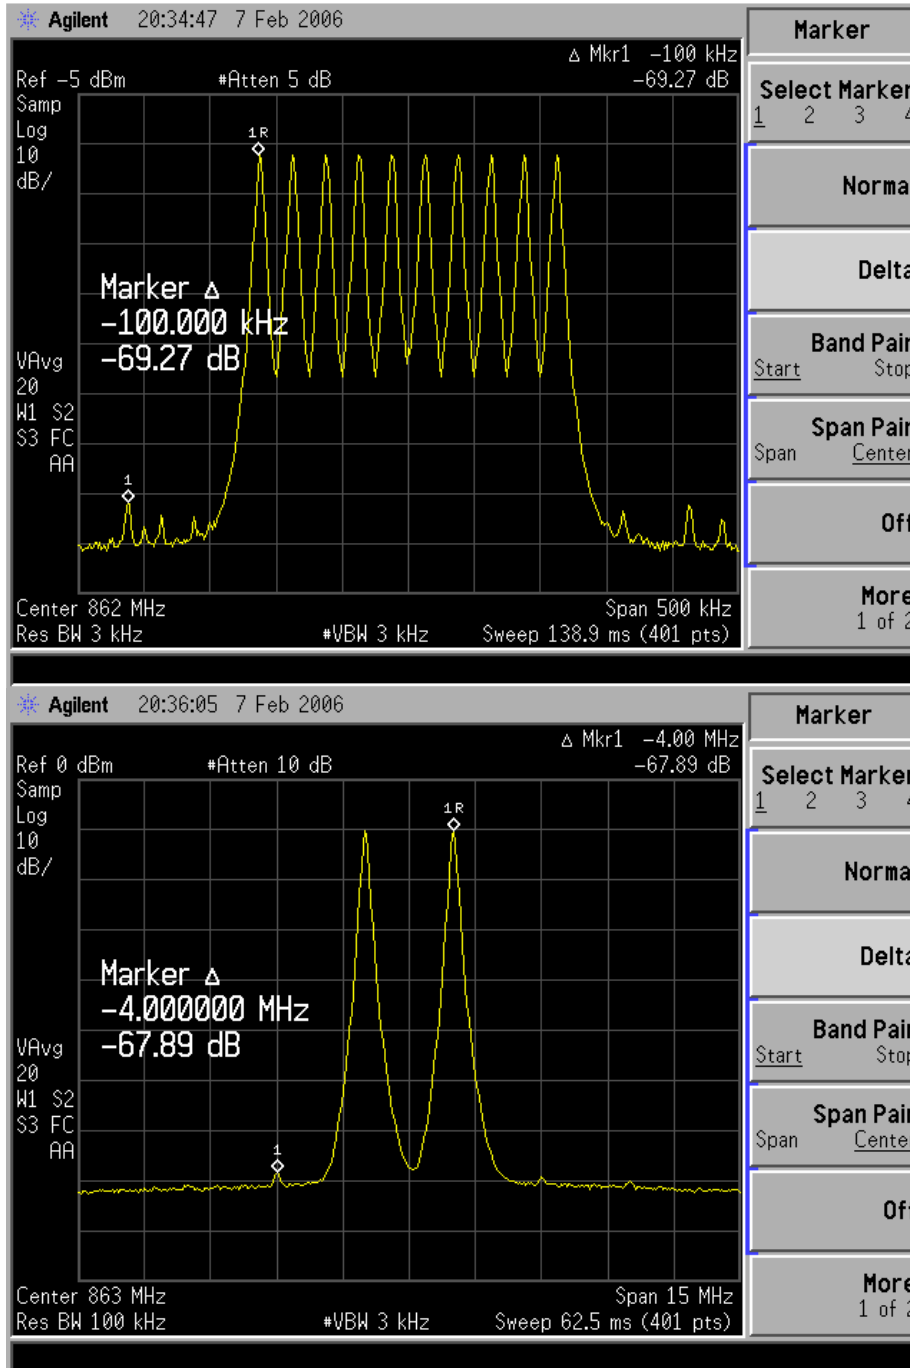 Agilent 20:34:47 7 Feb 2006
Marker
Δ Mkr1 -100 kHz
Ref -5 dBm #Atten 5 dB -69.27 dB
Samp
Log
10
dB/
1R
Marker Δ
-100.000 kHz
-69.27 dB
VAvg
20
W1 S2
S3 FC
AA
1
Center 862 MHz Span 500 kHz
Res BW 3 kHz #VBW 3 kHz Sweep 138.9 ms (401 pts)
Select Marker
1 2 3 4
Norma
Delta
Band Pair
Start Stop
Span Pair
Span Center
Off
More
1 of 2
Agilent 20:36:05 7 Feb 2006
Marker
Δ Mkr1 -4.00 MHz
Ref 0 dBm #Atten 10 dB -67.89 dB
Samp
Log
10
dB/
1R
Marker Δ
-4.000000 MHz
-67.89 dB
VAvg
20
W1 S2
S3 FC
AA
1
Center 863 MHz Span 15 MHz
Res BW 100 kHz #VBW 3 kHz Sweep 62.5 ms (401 pts)
Select Marker
1 2 3 4
Norma
Delta
Band Pair
Start Stop
Span Pair
Span Center
Off
More
1 of 2